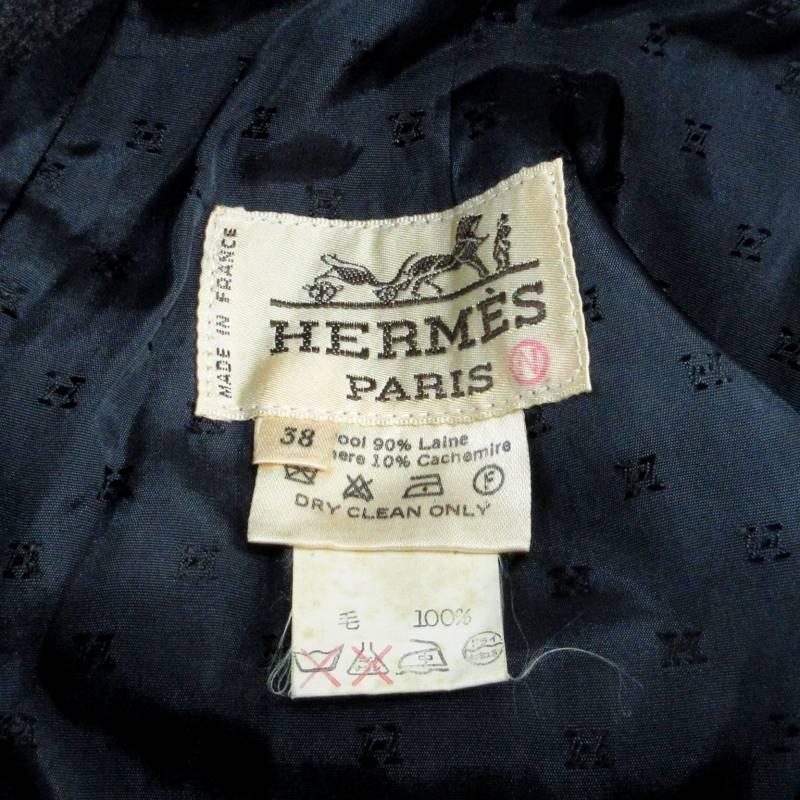 MADE IN FRANCE
HERMÈS
PARIS
N
38
ool 90% Laine
ere 10% Cachemire
F
DRY CLEAN ONLY
毛 100%